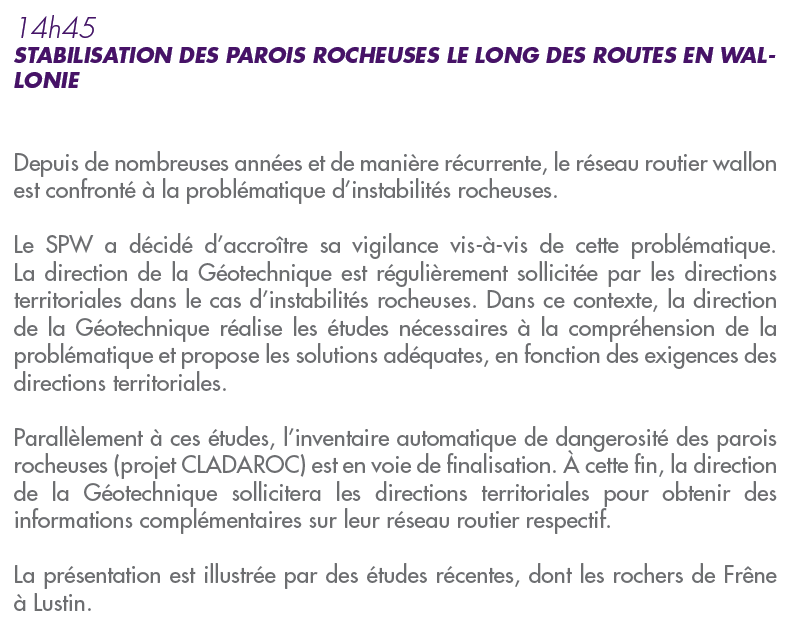 14h45
STABILISATION DES PAROIS ROCHEUSES LE LONG DES ROUTES EN WAL-
LONIE
Depuis de nombreuses années et de manière récurrente, le réseau routier wallon
est confronté à la problématique d’instabilités rocheuses.
Le SPW a décidé d’accroître sa vigilance vis-à-vis de cette problématique.
La direction de la Géotechnique est régulièrement sollicitée par les directions
territoriales dans le cas d’instabilités rocheuses. Dans ce contexte, la direction
de la Géotechnique réalise les études nécessaires à la compréhension de la
problématique et propose les solutions adéquates, en fonction des exigences des
directions territoriales.
Parallèlement à ces études, l’inventaire automatique de dangerosité des parois
rocheuses (projet CLADAROC) est en voie de finalisation. À cette fin, la direction
de la Géotechnique sollicitera les directions territoriales pour obtenir des
informations complémentaires sur leur réseau routier respectif.
La présentation est illustrée par des études récentes, dont les rochers de Frêne
à Lustin.